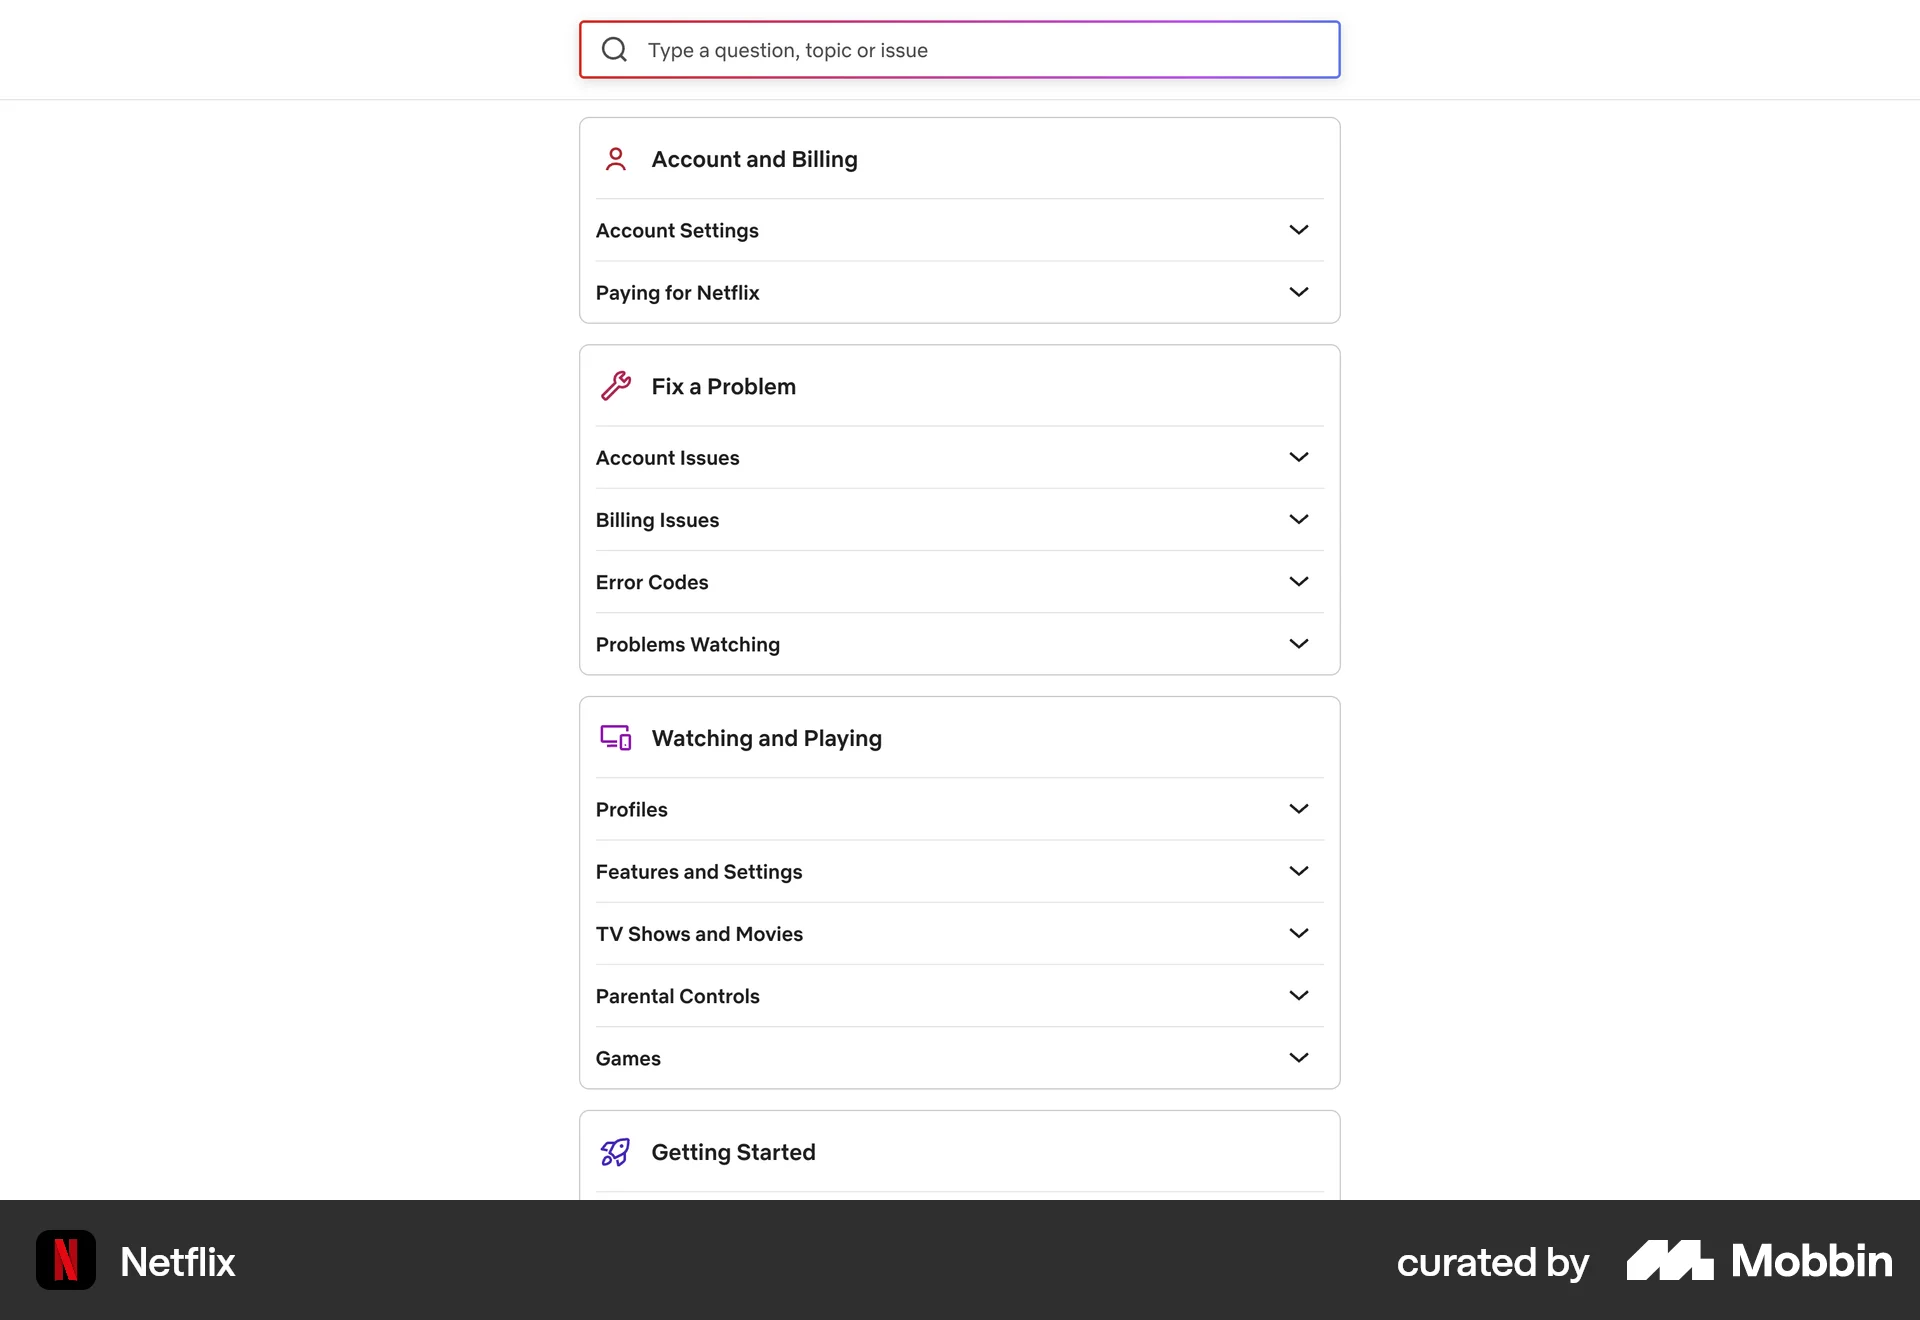 Type a question, topic or issue
Account and Billing
Account Settings
Paying for Netflix
Fix a Problem
Account Issues
Billing Issues
Error Codes
Problems Watching
Watching and Playing
Profiles
Features and Settings
TV Shows and Movies
Parental Controls
Games
Getting Started
N Netflix
curated by Mobbin